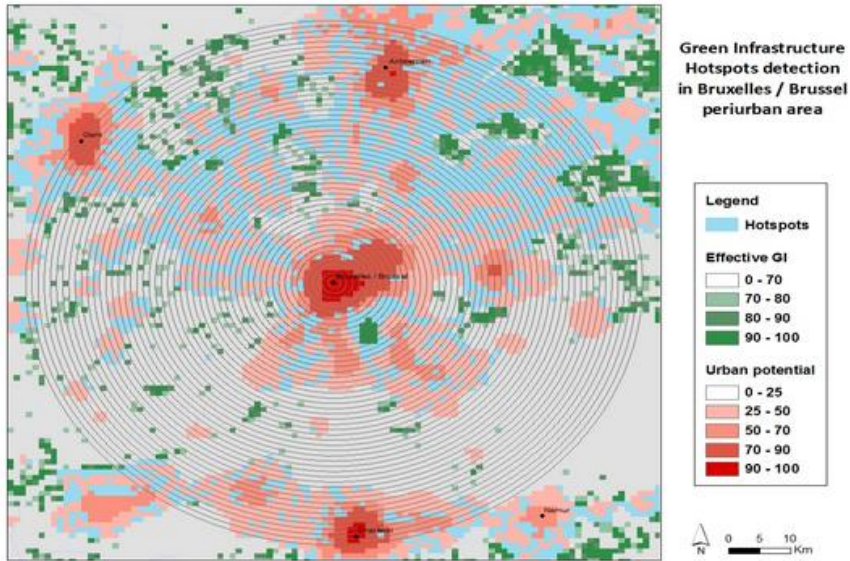 Green Infrastructure
Hotspots detection
in Bruxelles / Brussel
periurban area
Antwerpen
Gent
/ Brussel
Namur
Legend
Hotspots
Effective GI
0 - 70
70 - 80
80 - 90
90 - 100
Urban potential
0 - 25
25 - 50
50 - 70
70 - 90
90 - 100
N
0 5 10
Km